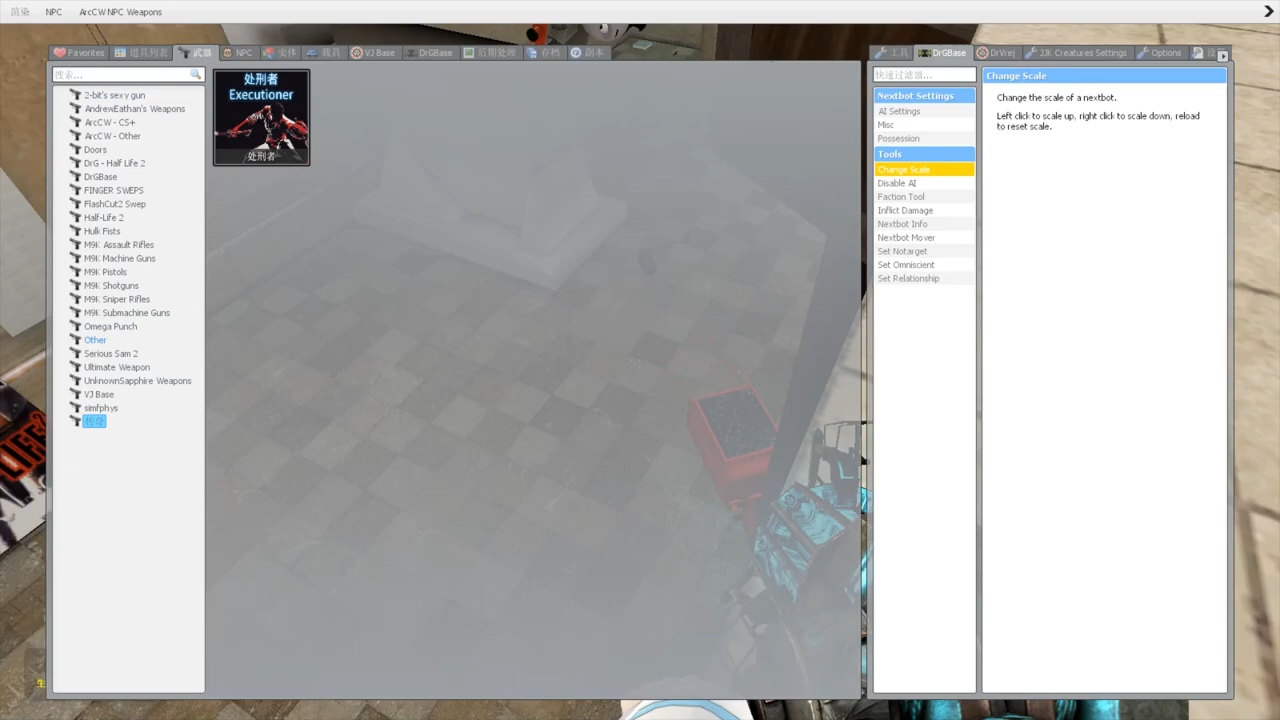 渲染 NPC ArcCW NPC Weapons
Favorites 道具列表 武器 NPC 实体 载具 VJ Base DrGBase 后期处理 存档 副本
工具 DrGBase DrVrej JJK Creatures Settings Options
搜索...
2-bit's sexy gun
AndrewEathan's Weapons
ArcCW - CS+
ArcCW - Other
Doors
DrG - Half Life 2
DrGBase
FINGER SWEPS
FlashCut2 Swep
Half-Life 2
Hulk Fists
M9K Assault Rifles
M9K Machine Guns
M9K Pistols
M9K Shotguns
M9K Sniper Rifles
M9K Submachine Guns
Omega Punch
Other
Serious Sam 2
Ultimate Weapon
UnknownSapphire Weapons
VJ Base
simfphys
传奇
处刑者
Executioner
处刑者
快速过滤器...
Nextbot Settings
AI Settings
Misc
Possession
Tools
Change Scale
Disable AI
Faction Tool
Inflict Damage
Nextbot Info
Nextbot Mover
Set Notarget
Set Omniscient
Set Relationship
Change Scale
Change the scale of a nextbot.
Left click to scale up, right click to scale down, reload
to reset scale.
LIFE
生